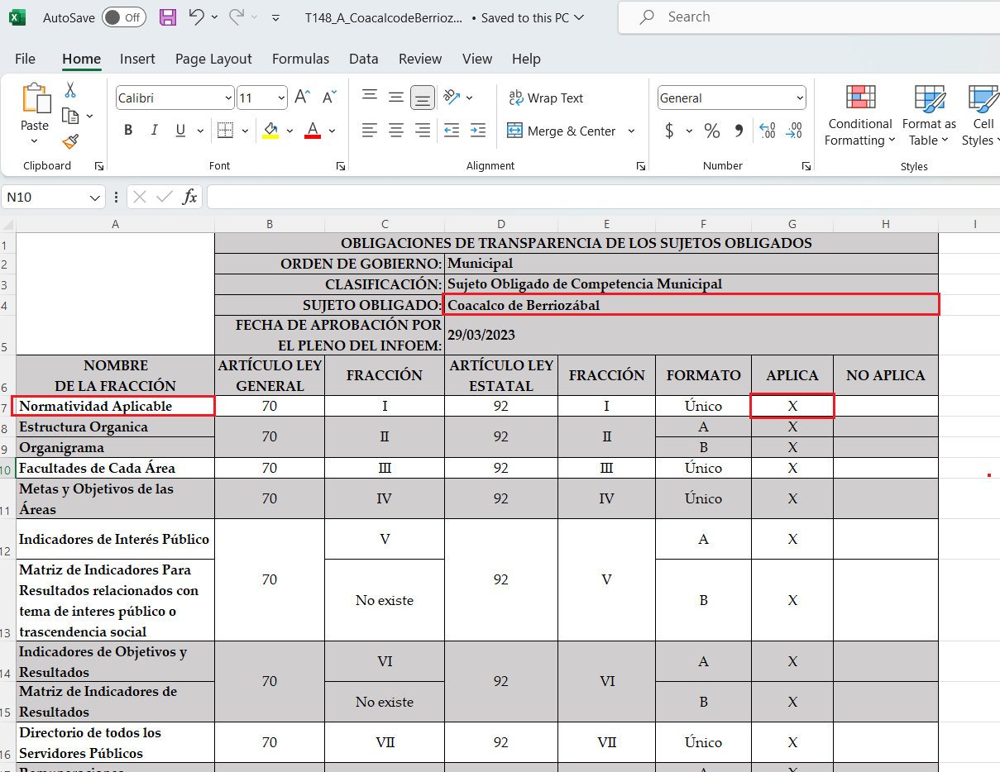 AutoSave Off T148_A_CoacalcodeBerrioz... • Saved to this PC Search
File Home Insert Page Layout Formulas Data Review View Help
Paste
Clipboard
Calibri 11
B I U A
Font
ab Wrap Text
Merge & Center
Alignment
General
$ % 9 .00 .00
Number
Conditional Formatting
Format as Table
Cell Styles
Styles
N10 fx
A B C D E F G H I
1 OBLIGACIONES DE TRANSPARENCIA DE LOS SUJETOS OBLIGADOS
2 ORDEN DE GOBIERNO: Municipal
3 CLASIFICACIÓN: Sujeto Obligado de Competencia Municipal
4 SUJETO OBLIGADO: Coacalco de Berriozábal
FECHA DE APROBACIÓN POR
5 EL PLENO DEL INFOEM: 29/03/2023
NOMBRE ARTÍCULO LEY FRACCIÓN ARTÍCULO LEY FRACCIÓN FORMATO APLICA NO APLICA
6 DE LA FRACCIÓN GENERAL ESTATAL
7 Normatividad Aplicable 70 I 92 I Único X
8 Estructura Organica 70 II 92 II A X
9 Organigrama B X
10 Facultades de Cada Área 70 III 92 III Único X
Metas y Objetivos de las
11 Áreas 70 IV 92 IV Único X
12 Indicadores de Interés Público 70 V 92 V A X
Matriz de Indicadores Para
Resultados relacionados con
tema de interes público o
13 trascendencia social No existe B X
Indicadores de Objetivos y
14 Resultados 70 VI 92 VI A X
Matriz de Indicadores de
15 Resultados No existe B X
Directorio de todos los
16 Servidores Públicos 70 VII 92 VII Único X